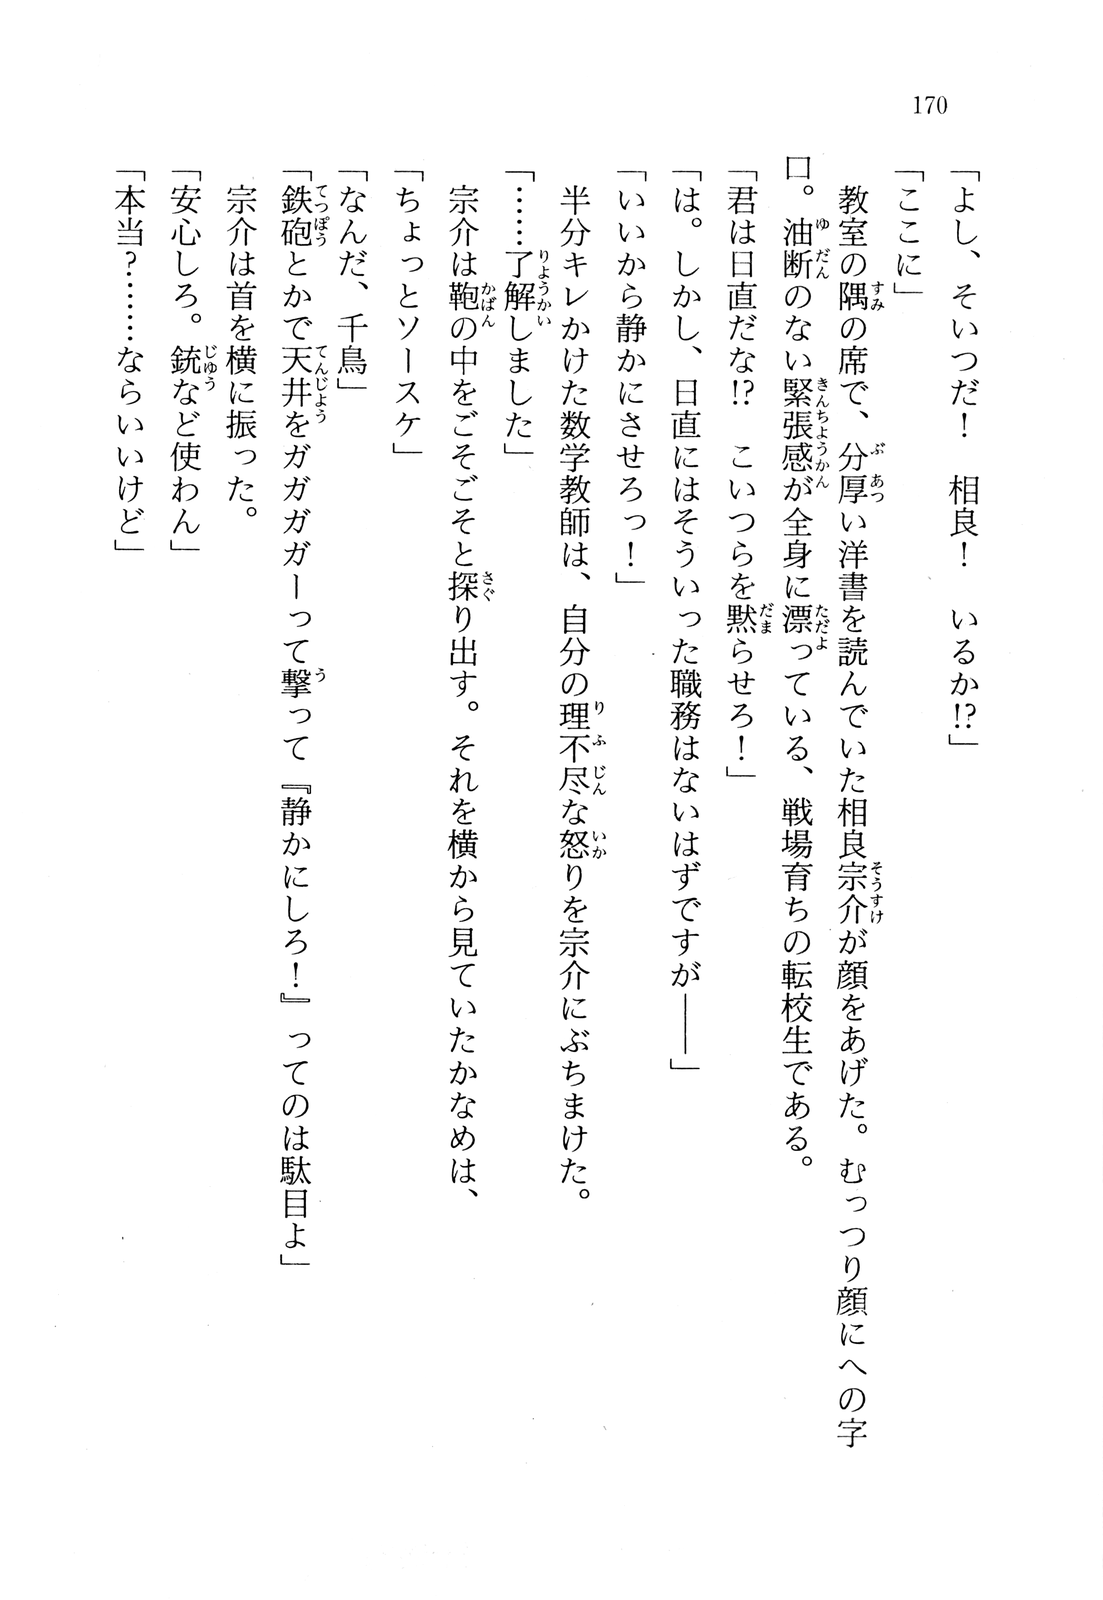 170
「よし、そいつだ！　相良！　いるか!?」
「ここに」
　教室の隅の席で、分厚い洋書を読んでいた相良宗介が顔をあげた。むっつり顔にへの字
口。油断のない緊張感が全身に漂っている、戦場育ちの転校生である。
「君は日直だな!?　こいつらを黙らせろ！」
「は。しかし、日直にはそういった職務はないはずですが――」
「いいから静かにさせろっ！」
　半分キレかけた数学教師は、自分の理不尽な怒りを宗介にぶちまけた。
「……了解しました」
　宗介は鞄の中をごそごそと探り出す。それを横から見ていたかなめは、
「ちょっとソースケ」
「なんだ、千鳥」
「鉄砲とかで天井をガガガガーって撃って『静かにしろ！』ってのは駄目よ」
　宗介は首を横に振った。
「安心しろ。銃など使わん」
「本当？………ならいいけど」